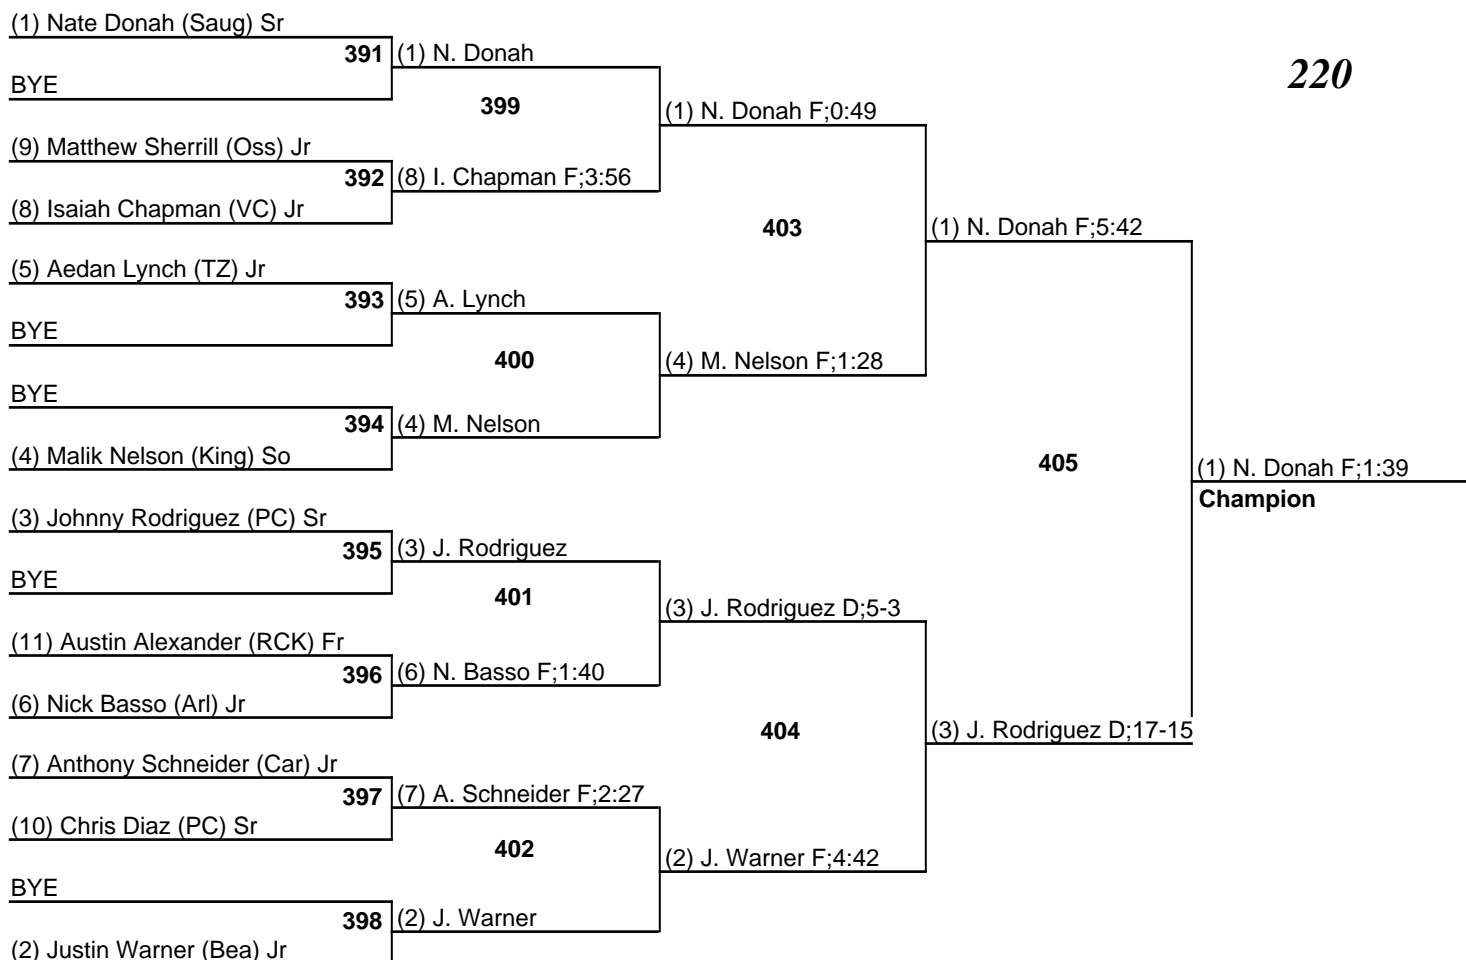 (1) Nate Donah (Saug) Sr
391
(1) N. Donah
BYE
220
399
(1) N. Donah F;0:49
(9) Matthew Sherrill (Oss) Jr
392
(8) I. Chapman F;3:56
(8) Isaiah Chapman (VC) Jr
403
(1) N. Donah F;5:42
(5) Aedan Lynch (TZ) Jr
393
(5) A. Lynch
BYE
400
(4) M. Nelson F;1:28
BYE
394
(4) M. Nelson
(4) Malik Nelson (King) So
405
(1) N. Donah F;1:39
Champion
(3) Johnny Rodriguez (PC) Sr
395
(3) J. Rodriguez
BYE
401
(3) J. Rodriguez D;5-3
(11) Austin Alexander (RCK) Fr
396
(6) N. Basso F;1:40
(6) Nick Basso (Arl) Jr
404
(3) J. Rodriguez D;17-15
(7) Anthony Schneider (Car) Jr
397
(7) A. Schneider F;2:27
(10) Chris Diaz (PC) Sr
402
(2) J. Warner F;4:42
BYE
398
(2) J. Warner
(2) Justin Warner (Bea) Jr